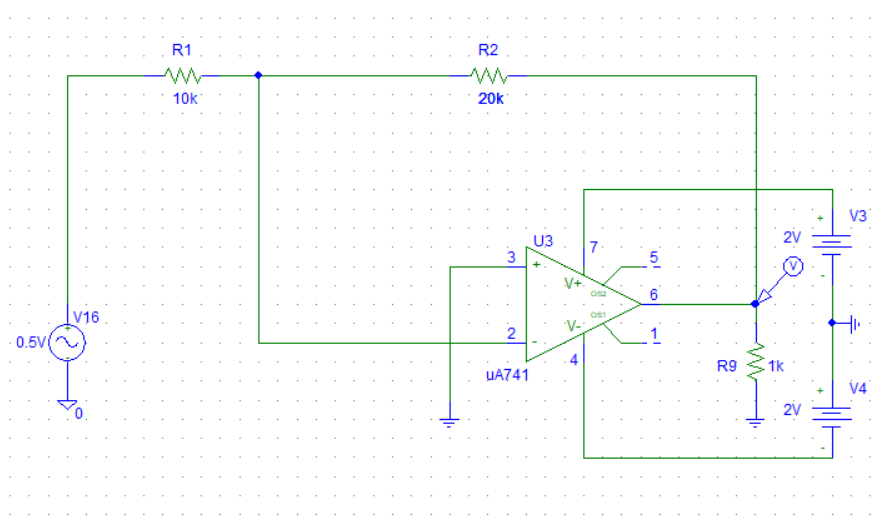 R1
10k
R2
20k
V3
2V
+
-
U3
7
3
+
5
V+
OS2
V
6
OS1
V-
2
-
1
4
uA741
V16
+
-
0.5V
0
R9
1k
V4
+
2V
-